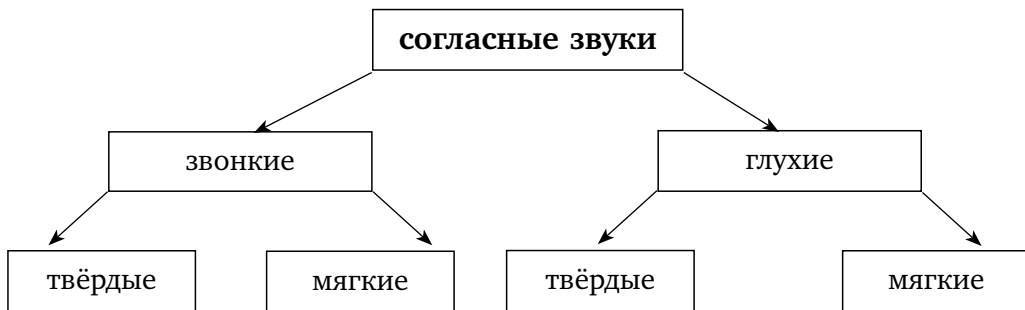 согласные звуки
звонкие
глухие
твёрдые
мягкие
твёрдые
мягкие